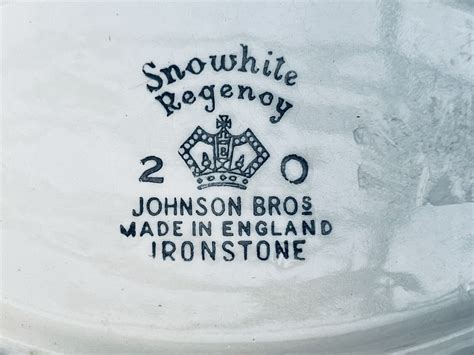 Snowhite
Regency
2 0
JOHNSON BROS
MADE IN ENGLAND
IRONSTONE